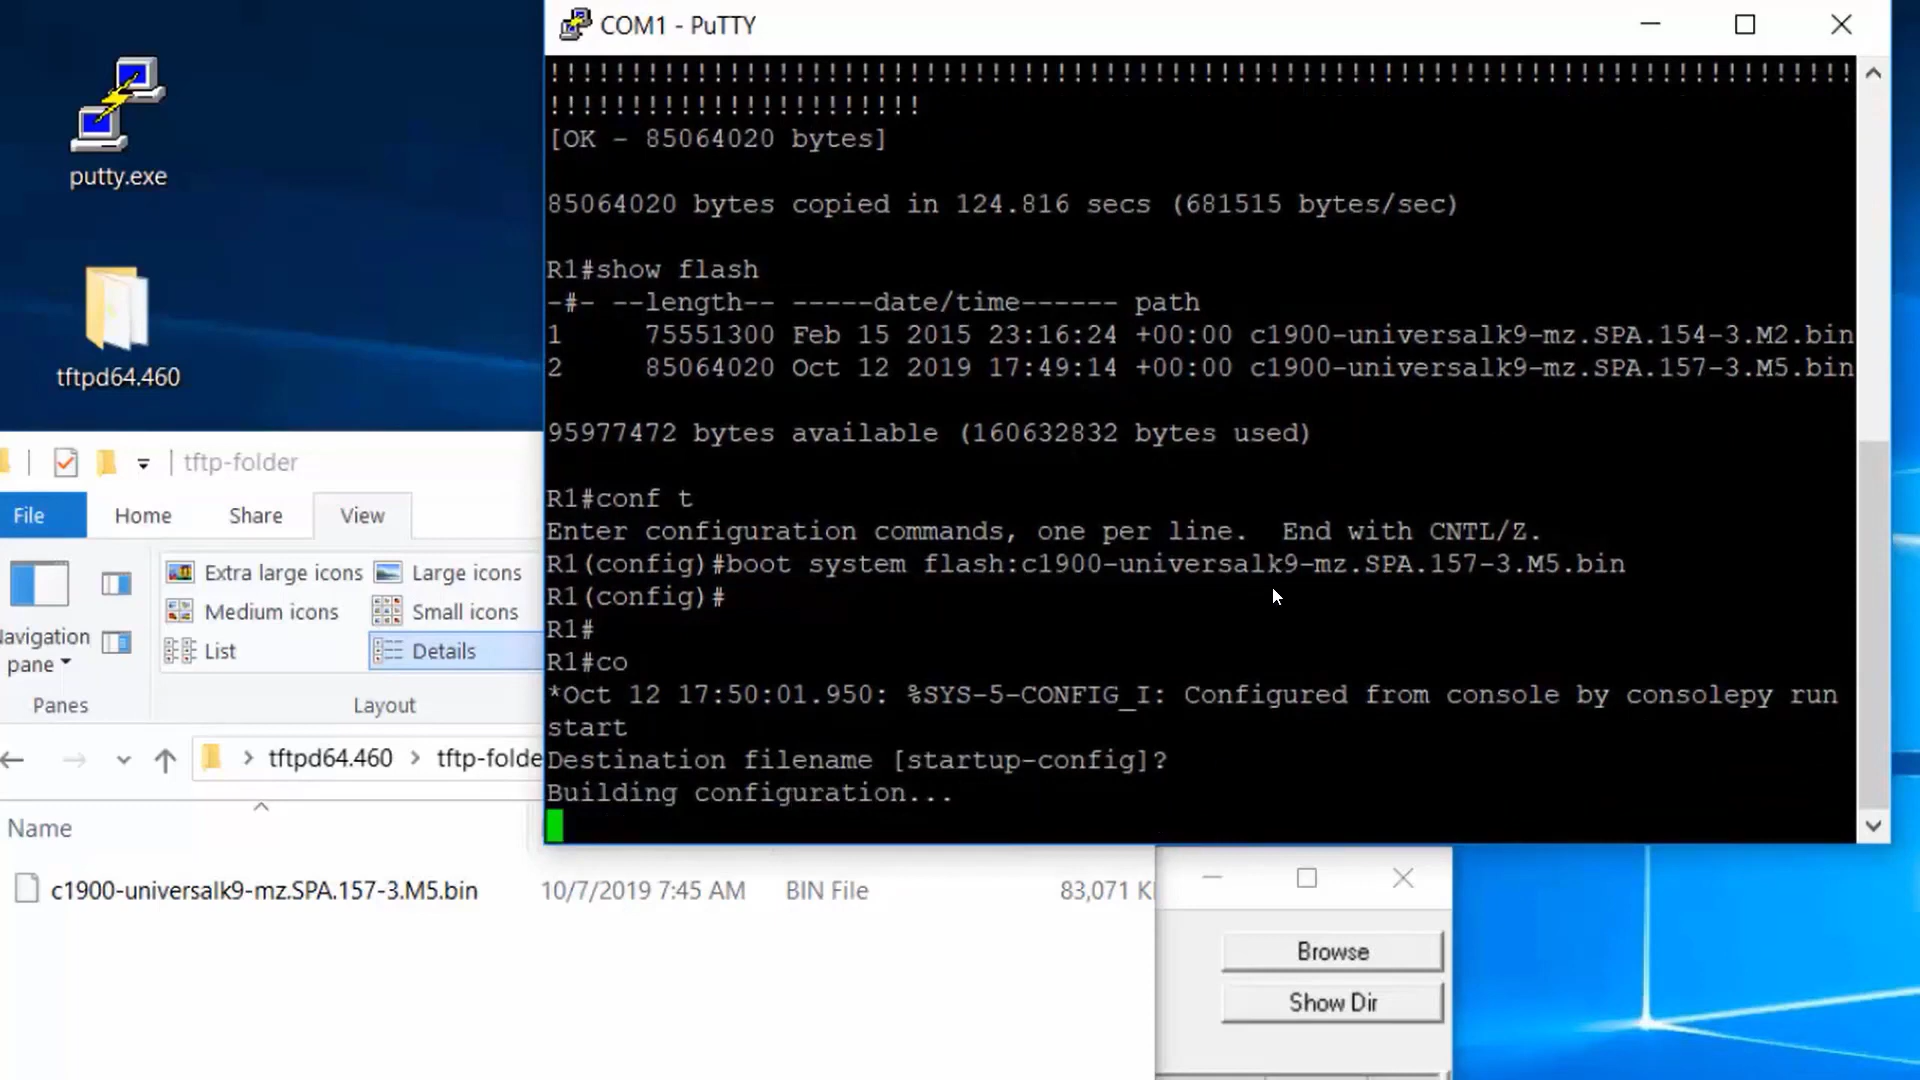 putty.exe
tftpd64.460
COM1 - PuTTY
!!!!!!!!!!!!!!!!!!!!!!!!!!!!!!!!!!!!!!!!!!!!!!!!!!!!!!!!!!!!!!!!!!!!!!!!!!!!!!!!
!!!!!!!!!!!!!!!!!!!!!!!
[OK - 85064020 bytes]
85064020 bytes copied in 124.816 secs (681515 bytes/sec)
R1#show flash
-#- --length-- -----date/time------ path
1     75551300 Feb 15 2015 23:16:24 +00:00 c1900-universalk9-mz.SPA.154-3.M2.bin
2     85064020 Oct 12 2019 17:49:14 +00:00 c1900-universalk9-mz.SPA.157-3.M5.bin
95977472 bytes available (160632832 bytes used)
R1#conf t
Enter configuration commands, one per line.  End with CNTL/Z.
R1(config)#boot system flash:c1900-universalk9-mz.SPA.157-3.M5.bin
R1(config)#
R1#
R1#co
*Oct 12 17:50:01.950: %SYS-5-CONFIG_I: Configured from console by consolepy run
start
Destination filename [startup-config]?
Building configuration...
tftp-folder
File Home Share View
Extra large icons Large icons
Medium icons Small icons
List Details
pane
Panes Layout
tftpd64.460 > tftp-folde
Name
c1900-universalk9-mz.SPA.157-3.M5.bin 10/7/2019 7:45 AM BIN File 83,071
Browse
Show Dir